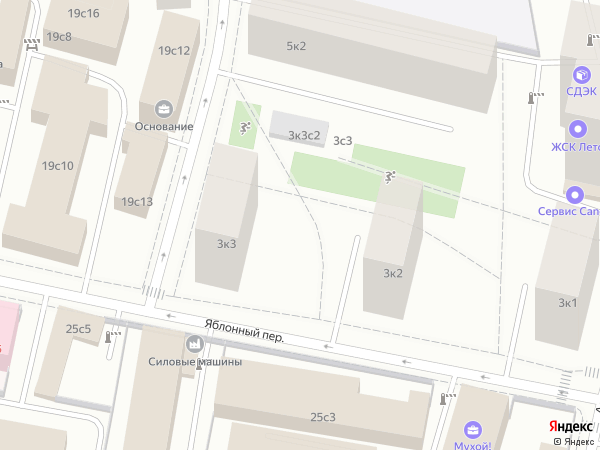 19с16
19с8
19с12
5к2
а
СДЭК
Основание
3к3с2
3с3
ЖСК Лето
19с10
19с13
Сервис Can
3к3
3к2
3к1
Яблонный пер.
25с5
Силовые машины
25с3
Мухой!
Яндекс
© Яндекс